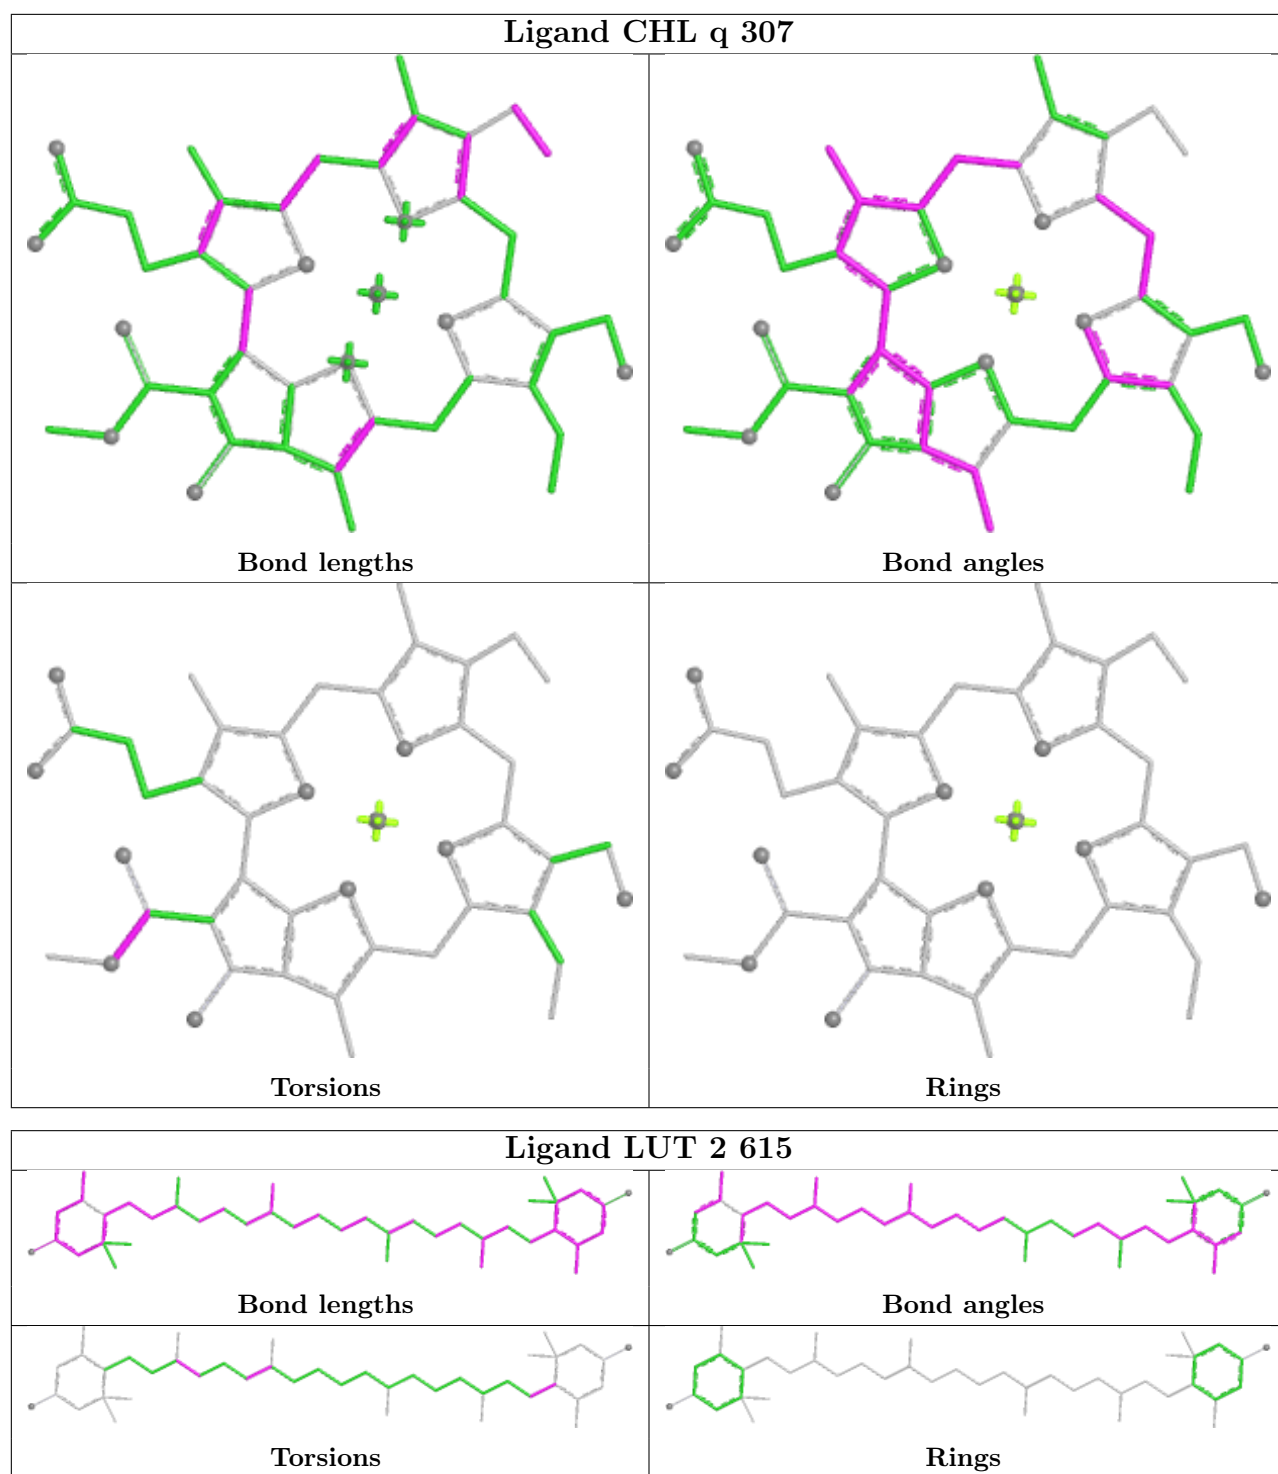 Ligand CHL q 307
Bond lengths
Bond angles
Torsions
Rings
Ligand LUT 2 615
Bond lengths
Bond angles
Torsions
Rings